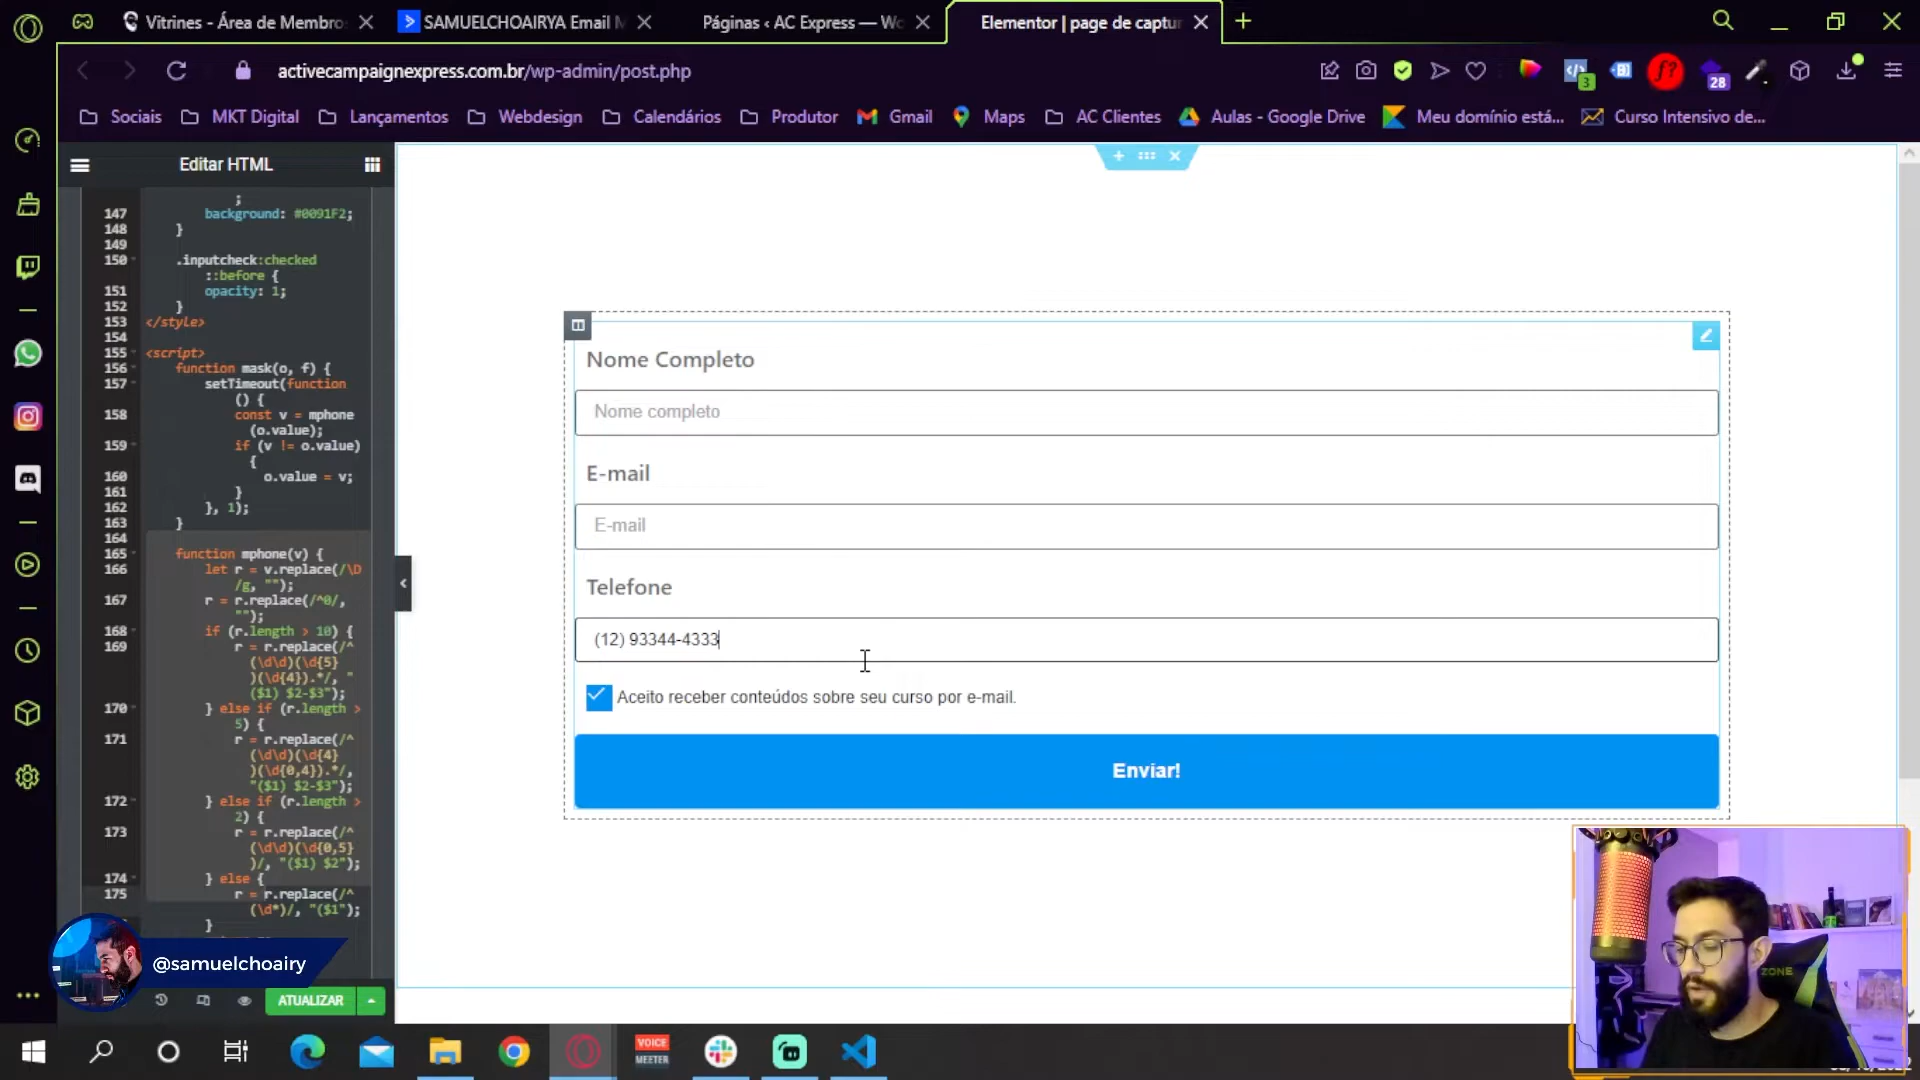 Vitrines - Área de Membro
SAMUELCHOAIRYA Email M
Páginas ‹ AC Express — Wo
Elementor | page de captur
activecampaignexpress.com.br/wp-admin/post.php
3
f?
28
Sociais
MKT Digital
Lançamentos
Webdesign
Calendários
Produtor
Gmail
Maps
AC Clientes
Aulas - Google Drive
Meu domínio está...
Curso Intensivo de...
Editar HTML
;
147 background: #0091F2;
148 }
149
150 .inputcheck:checked
::before {
151 opacity: 1;
152 }
153 </style>
154
155 <script>
156 function mask(o, f) {
157 setTimeout(function
() {
158 const v = mphone
(o.value);
159 if (v != o.value)
{
160 o.value = v;
161 }
162 }, 1);
163 }
164
165 function mphone(v) {
166 let r = v.replace(/\D
/g, "");
167 r = r.replace(/^0/,
"");
168 if (r.length > 10) {
169 r = r.replace(/^
(\d\d)(\d{5}
)(\d{4}).*/, "
($1) $2-$3");
170 } else if (r.length >
5) {
171 r = r.replace(/^
(\d\d)(\d{4}
)(\d{0,4}).*/,
"($1) $2-$3");
172 } else if (r.length >
2) {
173 r = r.replace(/^
(\d\d)(\d{0,5}
)/, "($1) $2");
174 } else {
175 r = r.replace(/^
(\d*)/, "($1");
}
Nome Completo
Nome completo
E-mail
E-mail
Telefone
(12) 93344-4333
Aceito receber conteúdos sobre seu curso por e-mail.
Enviar!
@samuelchoairy
ATUALIZAR
ZONE
VOICE
MEETER